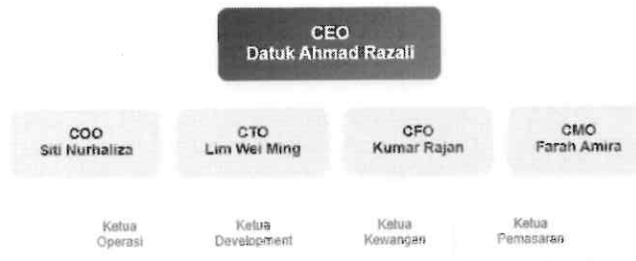 CEO
Datuk Ahmad Razali
COO
Siti Nurhaliza
CTO
Lim Wei Ming
CFO
Kumar Rajan
CMO
Farah Amira
Ketua
Operasi
Ketua
Development
Ketua
Kewangan
Ketua
Pemasaran